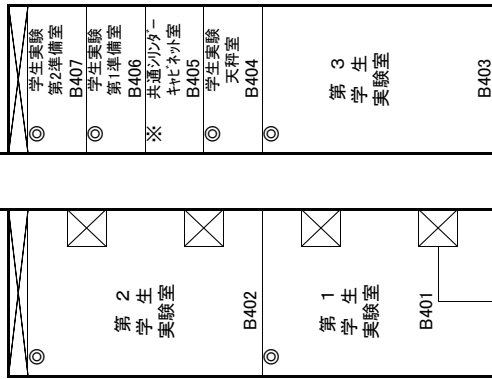 学生実験
第2準備室
B407
◎
学生実験
第1準備室
B406
◎
共通シリンダー
キャビネット室
B405
※
学生実験
天秤室
B404
◎
第3
学生
実験室
B403
◎
第2
学生
実験室
B402
◎
第1
学生
実験室
B401
◎